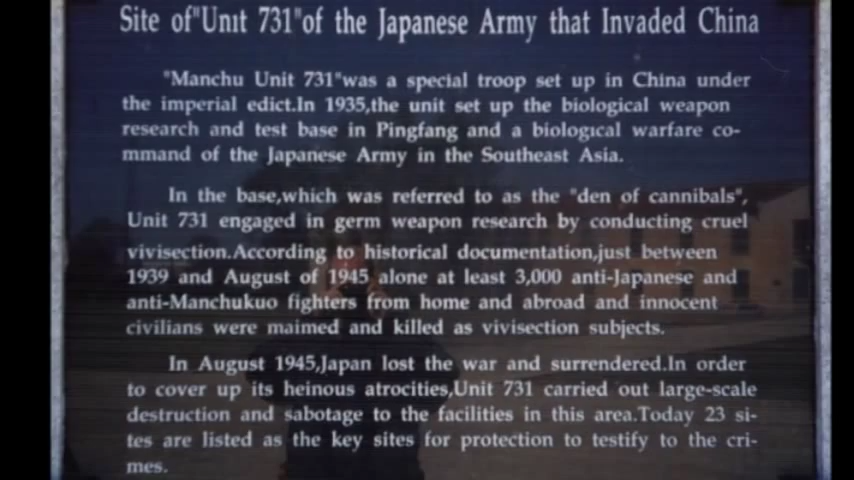 Site of"Unit 731"of the Japanese Army that Invaded China
"Manchu Unit 731"was a special troop set up in China under
the imperial edict.In 1935,the unit set up the biological weapon
research and test base in Pingfang and a biological warfare co-
mmand of the Japanese Army in the Southeast Asia.
In the base,which was referred to as the "den of cannibals",
Unit 731 engaged in germ weapon research by conducting cruel
vivisection.According to historical documentation,just between
1939 and August of 1945 alone at least 3,000 anti-Japanese and
anti-Manchukuo fighters from home and abroad and innocent
civilians were maimed and killed as vivisection subjects.
In August 1945,Japan lost the war and surrendered.In order
to cover up its heinous atrocities,Unit 731 carried out large-scale
destruction and sabotage to the facilities in this area.Today 23 si-
tes are listed as the key sites for protection to testify to the cri-
mes.